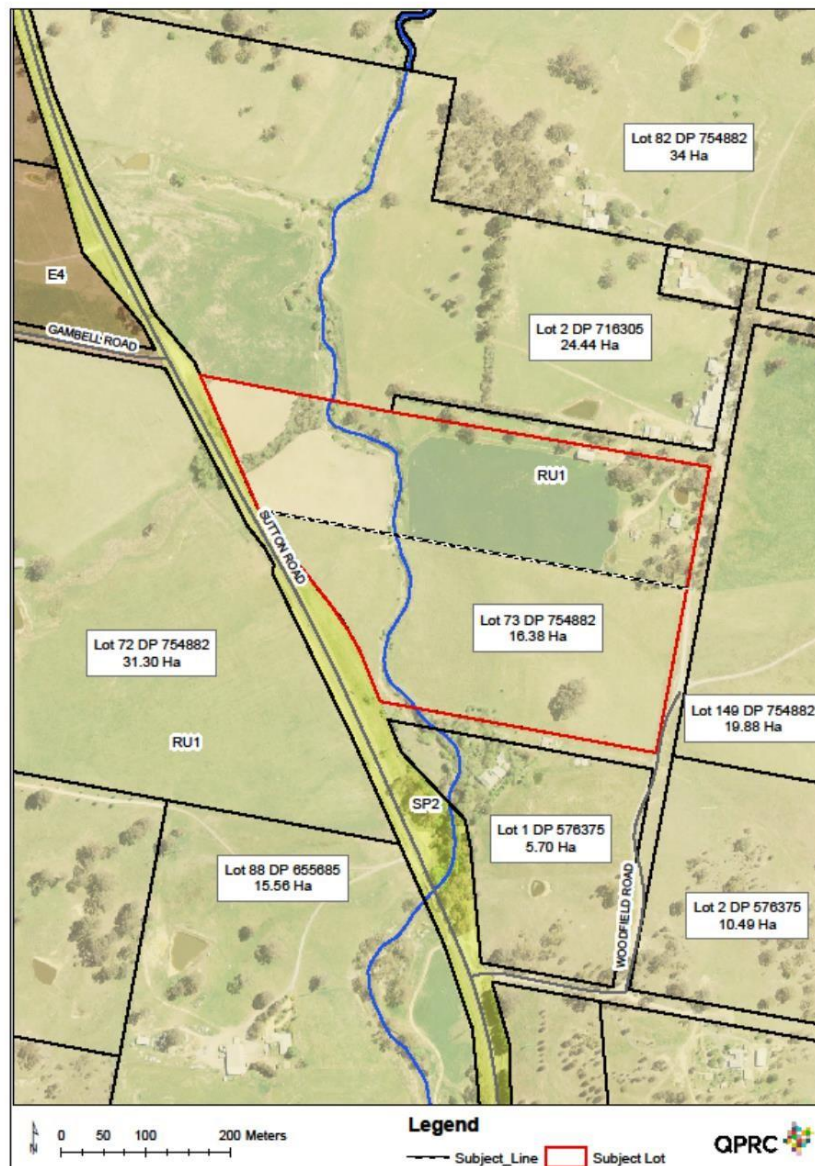 Lot 82 DP 754882
34 Ha
E4
GAMBELL ROAD
Lot 2 DP 716305
24.44 Ha
RU1
SUTTON ROAD
Lot 73 DP 754882
16.38 Ha
Lot 72 DP 754882
31.30 Ha
Lot 149 DP 754882
19.88 Ha
RU1
SP2
Lot 1 DP 576375
5.70 Ha
Lot 88 DP 655685
15.56 Ha
Lot 2 DP 576375
10.49 Ha
WOODFIELD ROAD
Legend
N
0 50 100 200 Meters
Subject_Line
Subject Lot
QPRC